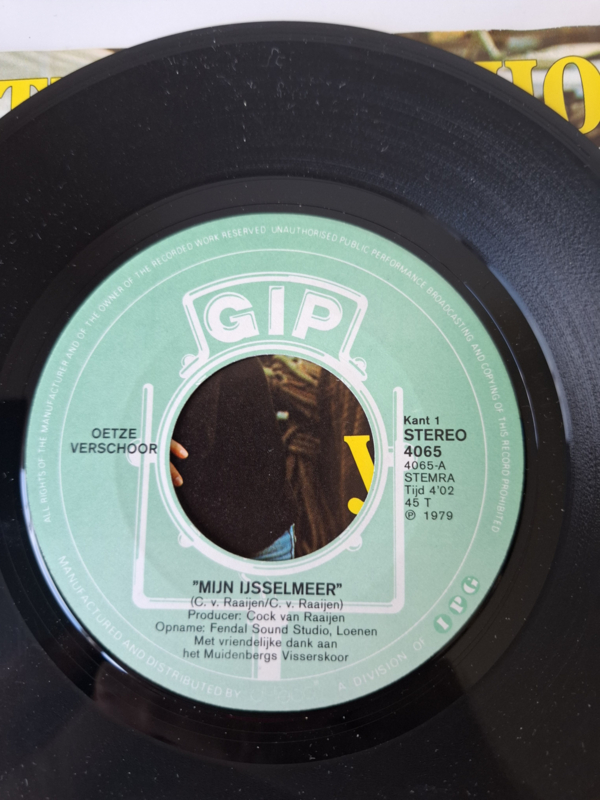 HO
ALL RIGHTS OF THE MANUFACTURER AND OF THE OWNER OF THE RECORDED WORK RESERVED UNAUTHORISED PUBLIC PERFORMANCE BROADCASTING AND COPYING OF THIS RECORD PROHIBITED
GIP
OETZE
VERSCHOOR
Kant 1
STEREO
4065
4065-A
STEMRA
Tijd 4'02
45 T
℗ 1979
y
"MIJN IJSSELMEER"
(C. v. Raaijen/C. v. Raaijen)
Producer: Cock van Raaijen
Opname: Fendal Sound Studio, Loenen
Met vriendelijke dank aan
het Muidenbergs Visserskoor
MANUFACTURED AND DISTRIBUTED BY
A DIVISION OF IPG